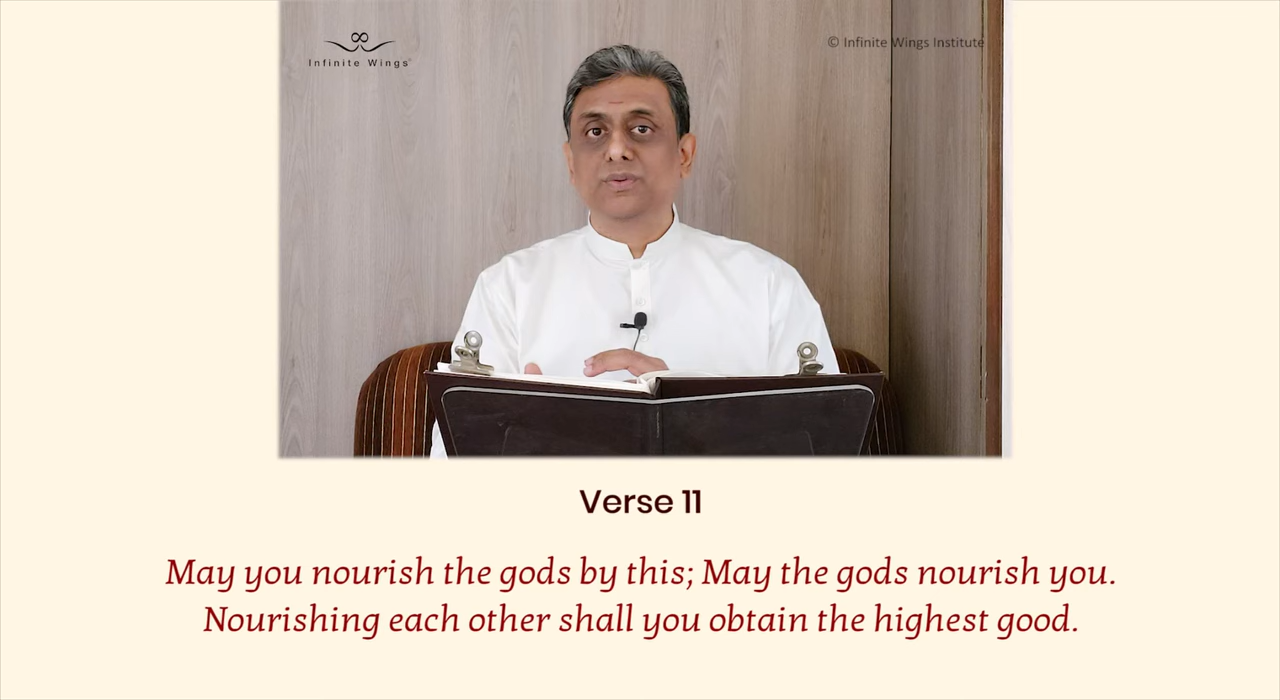 Infinite Wings
© Infinite Wings Institute
Verse 11
May you nourish the gods by this; May the gods nourish you.
Nourishing each other shall you obtain the highest good.